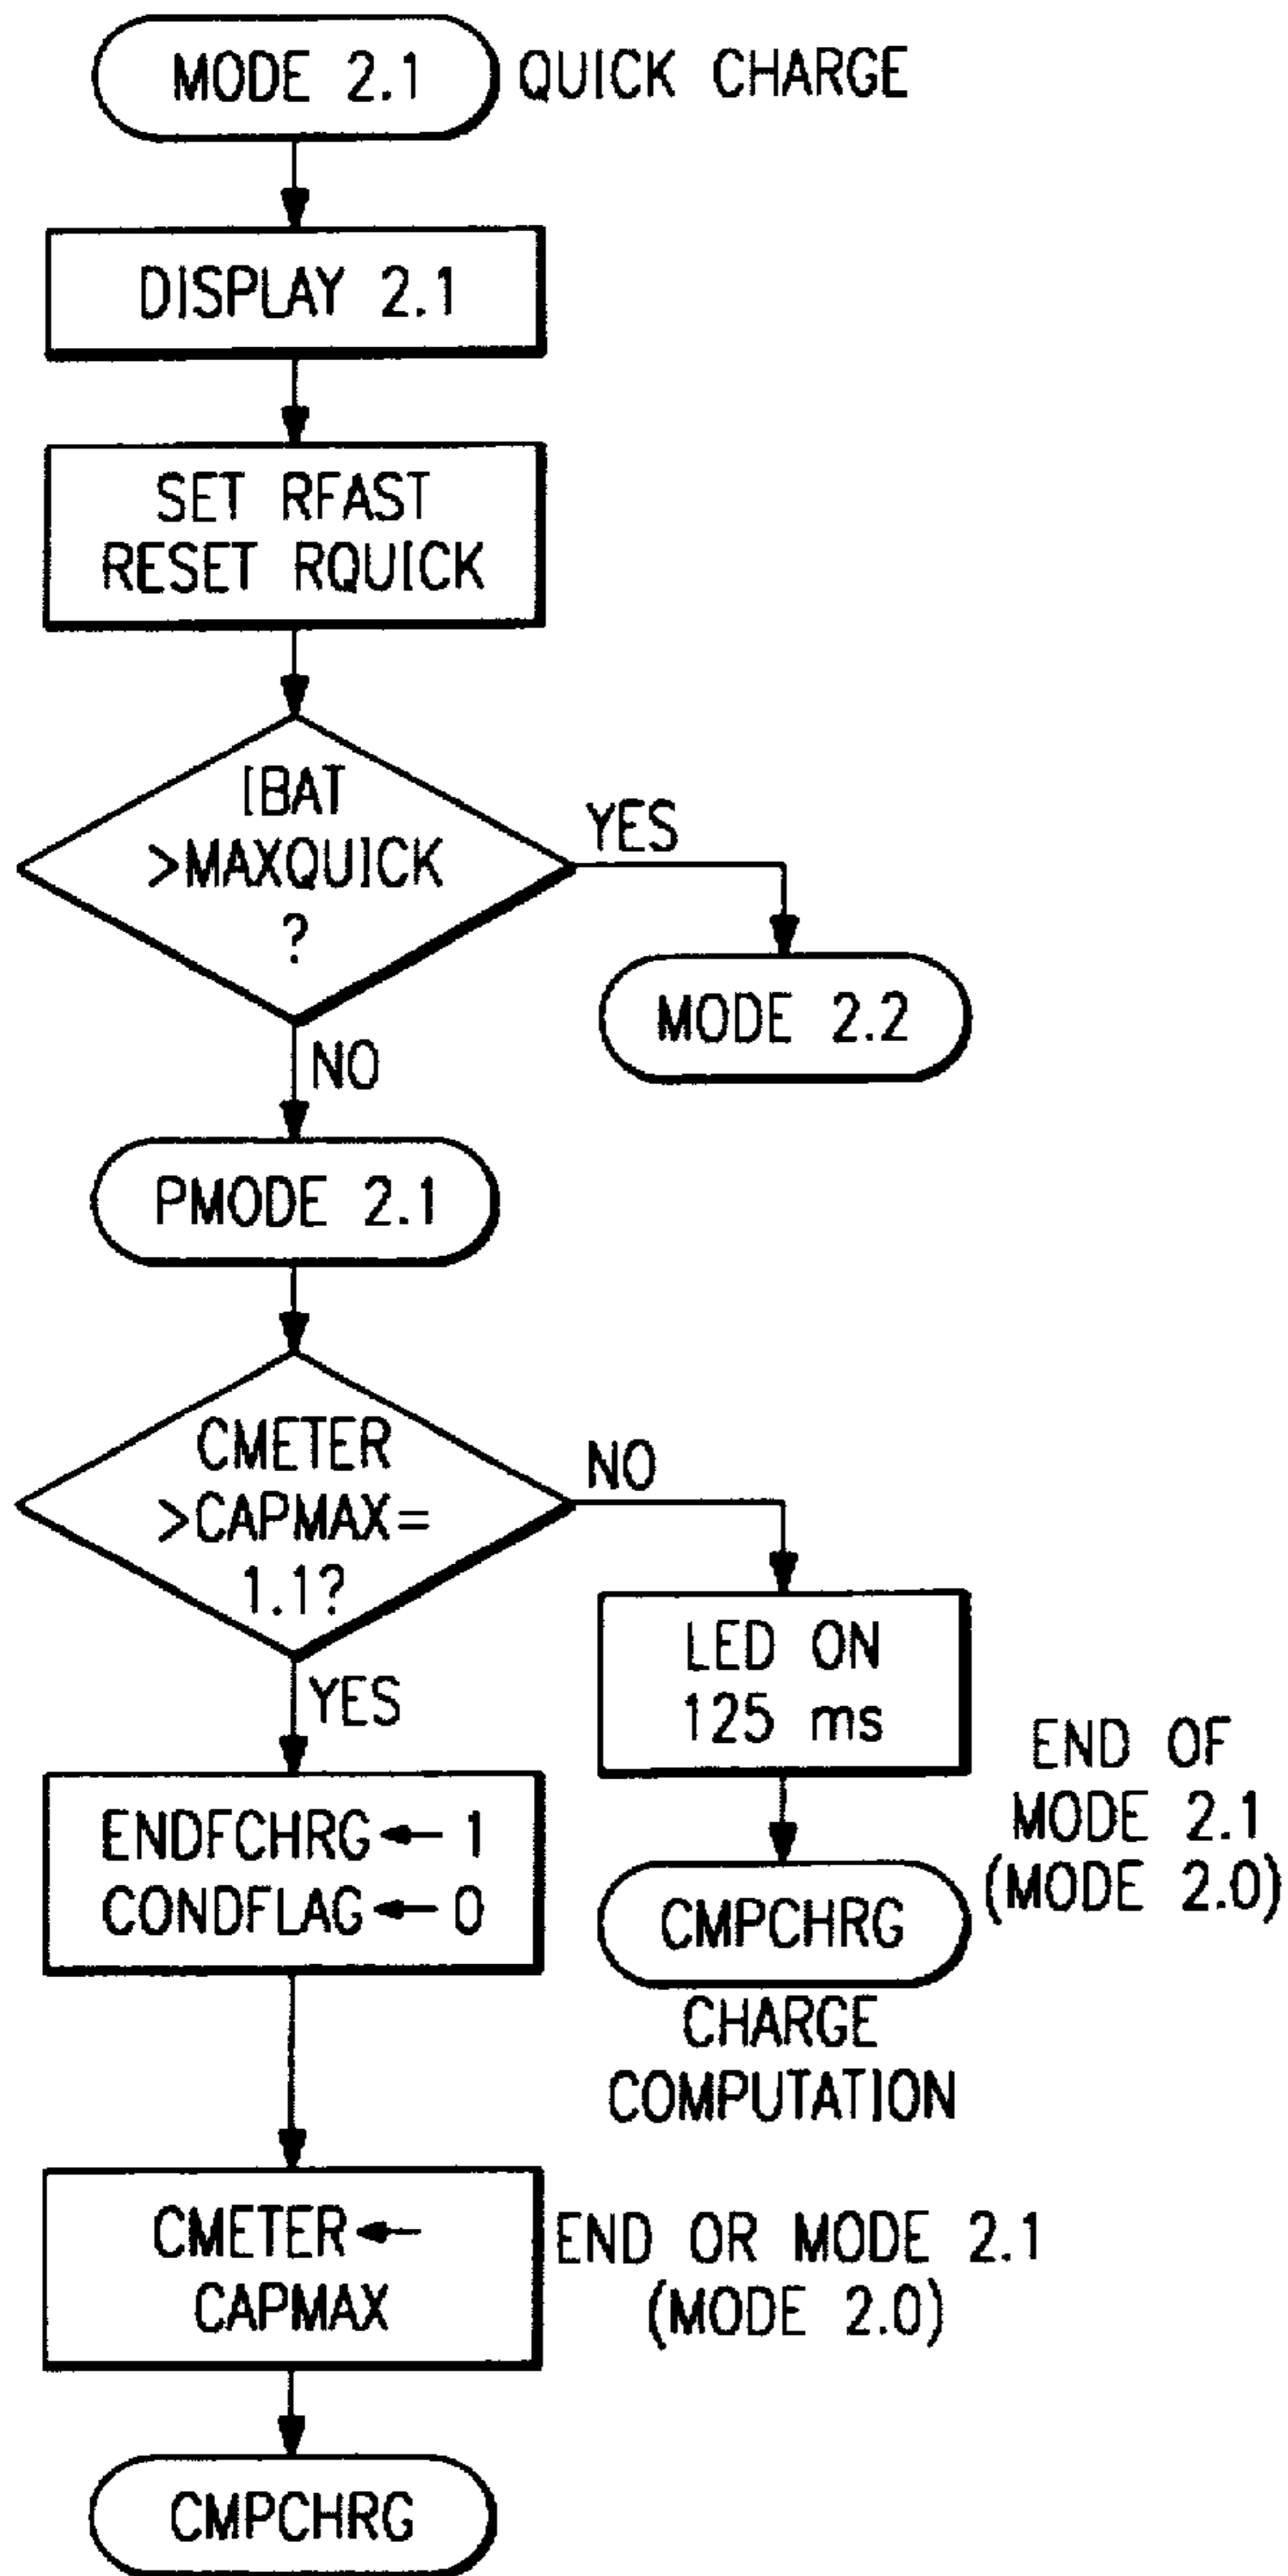 MODE 2.1 QUICK CHARGE
DISPLAY 2.1
SET RFAST
RESET RQUICK
IBAT
>MAXQUICK
?
YES
MODE 2.2
NO
PMODE 2.1
CMETER
>CAPMAX=
1.1?
NO
LED ON
125 ms
END OF
MODE 2.1
(MODE 2.0)
CMPCHRG
CHARGE
COMPUTATION
YES
ENDFCHRG← 1
CONDFLAG← 0
CMETER←
CAPMAX
END OR MODE 2.1
(MODE 2.0)
CMPCHRG